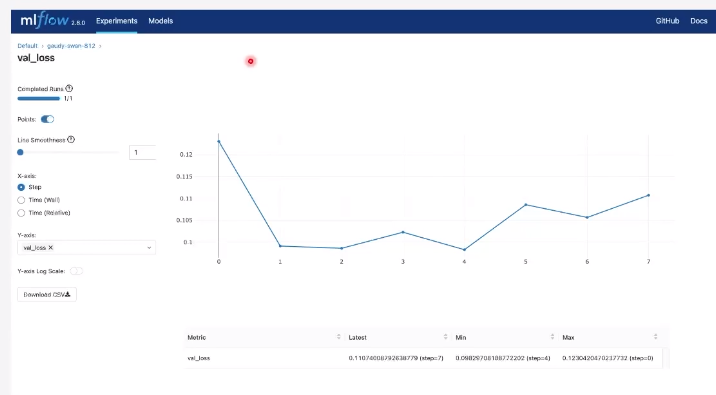 mlflow 2.6.0 Experiments Models GitHub Docs
Default › gaudy-swan-812 ›
val_loss
Completed Runs ?
1/1
Points:
Line Smoothness ?
1
X-axis:
Step
Time (Wall)
Time (Relative)
Y-axis:
val_loss ✕
Y-axis Log Scale:
Download CSV
0.12
0.115
0.11
0.105
0.1
0 1 2 3 4 5 6 7
Metric Latest Min Max
val_loss 0.11074008792638779 (step=7) 0.09829708188772202 (step=4) 0.1230420470237732 (step=0)